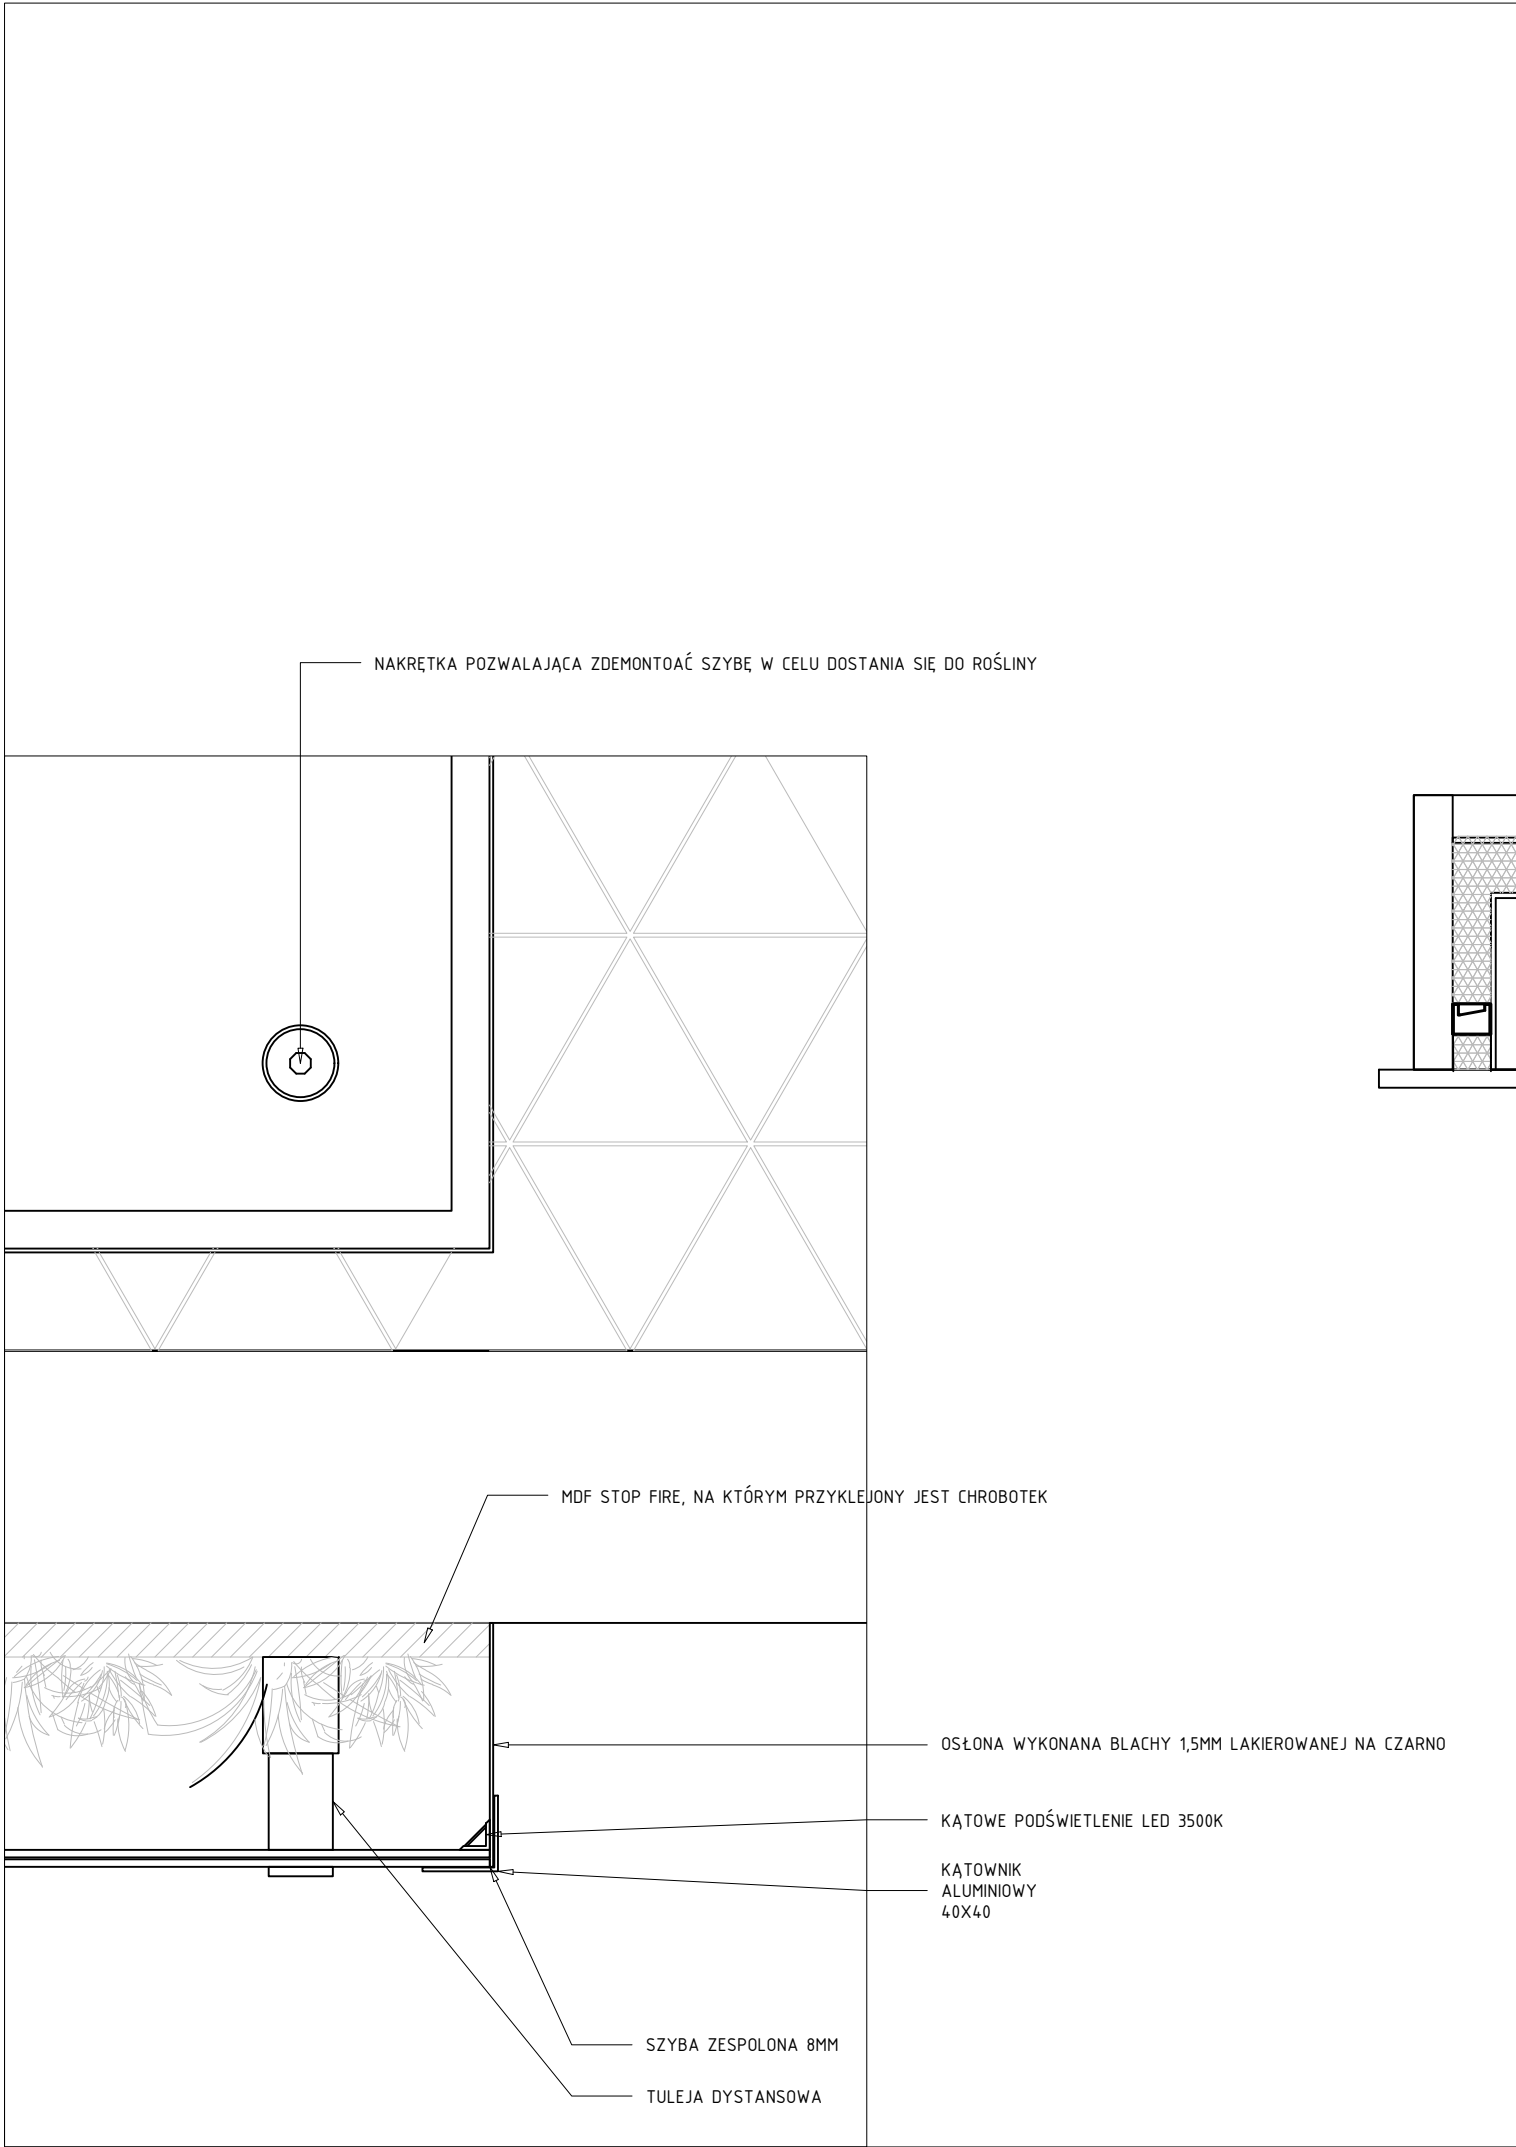 NAKRĘTKA POZWALAJĄCA ZDEMONTOAĆ SZYBĘ W CELU DOSTANIA SIĘ DO ROŚLINY
MDF STOP FIRE, NA KTÓRYM PRZYKLEJONY JEST CHROBOTEK
OSŁONA WYKONANA BLACHY 1,5MM LAKIEROWANEJ NA CZARNO
KĄTOWE PODŚWIETLENIE LED 3500K
KĄTOWNIK
ALUMINIOWY
40X40
SZYBA ZESPOLONA 8MM
TULEJA DYSTANSOWA